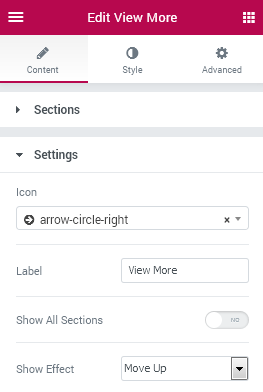 Edit View More
Content Style Advanced
Sections
Settings
Icon
arrow-circle-right ×
Label View More
Show All Sections NO
Show Effect Move Up